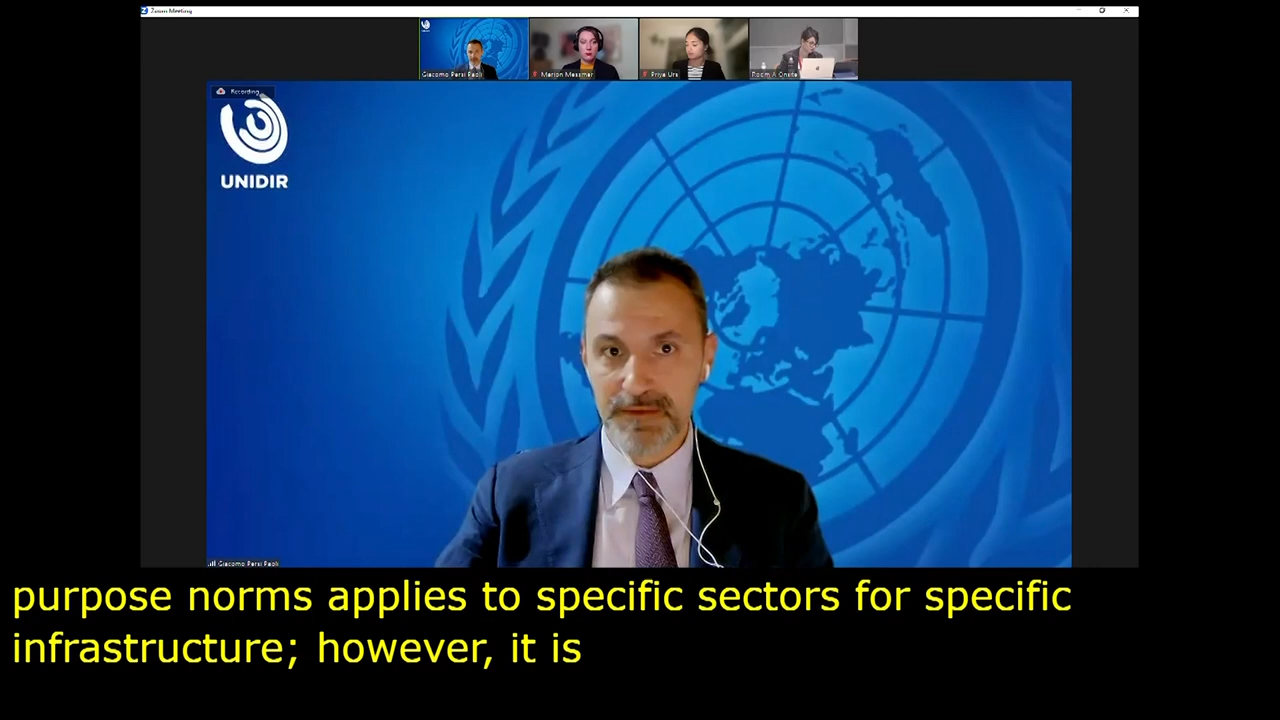 Zoom Meeting
Giacomo Persi Paoli
Marion Messmer
Priya Urs
Room A Onsite
Recording
UNIDIR
Giacomo Persi Paoli
purpose norms applies to specific sectors for specific
infrastructure; however, it is